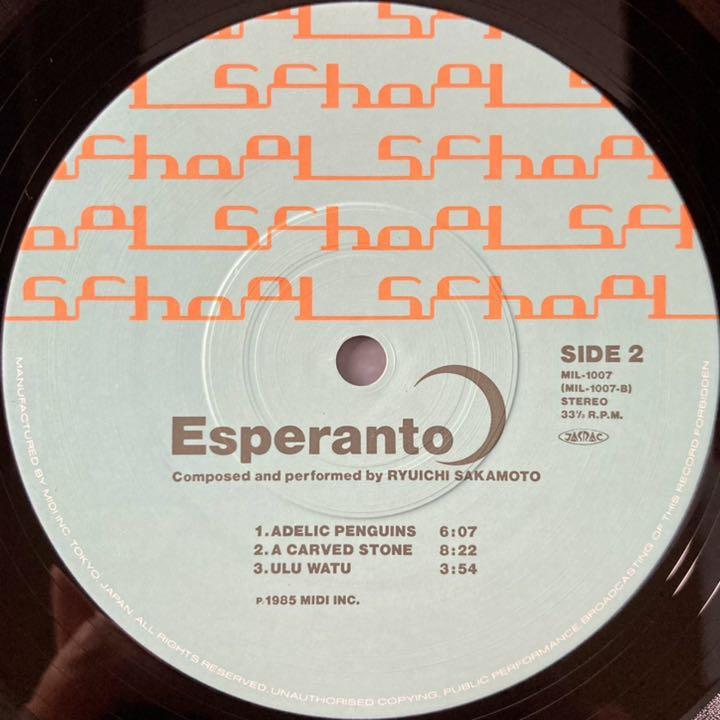 School
School
School School
School Sch
School School
SIDE 2
MIL-1007
(MIL-1007-B)
STEREO
33⅓ R.P.M.
JASRAC
Esperanto
Composed and performed by RYUICHI SAKAMOTO
1.ADELIC PENGUINS 6:07
2.A CARVED STONE 8:22
3.ULU WATU 3:54
P.1985 MIDI INC.
MANUFACTURED BY MIDI INC. TOKYO, JAPAN. ALL RIGHTS RESERVED. UNAUTHORISED COPYING, PUBLIC PERFORMANCE, BROADCASTING OF THIS RECORD FORBIDDEN